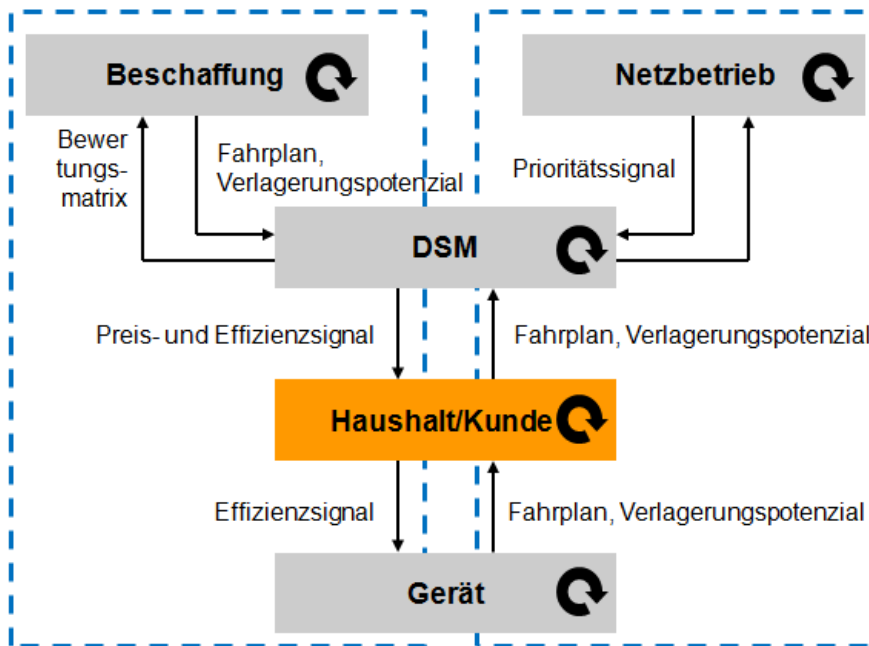 Beschaffung
Netzbetrieb
Bewer
tungs-
matrix
Fahrplan,
Verlagerungspotenzial
Prioritätssignal
DSM
Preis- und Effizienzsignal
Fahrplan, Verlagerungspotenzial
Haushalt/Kunde
Effizienzsignal
Fahrplan, Verlagerungspotenzial
Gerät